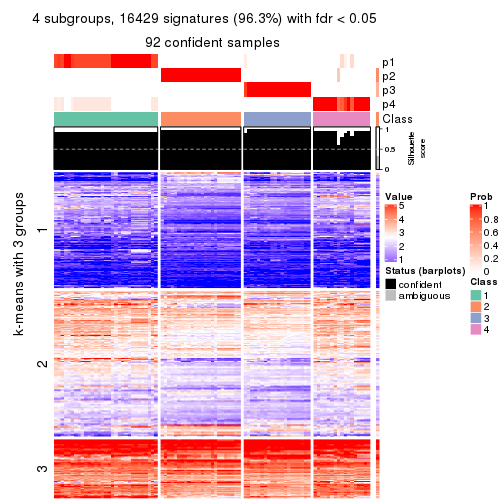 4 subgroups, 16429 signatures (96.3%) with fdr < 0.05
92 confident samples
p1
p2
p3
p4
Class
1
0.5
0
Silhouette
score
k-means with 3 groups
1
2
3
Value
5
4
3
2
1
Status (barplots)
confident
ambiguous
Prob
1
0.8
0.6
0.4
0.2
0
Class
1
2
3
4